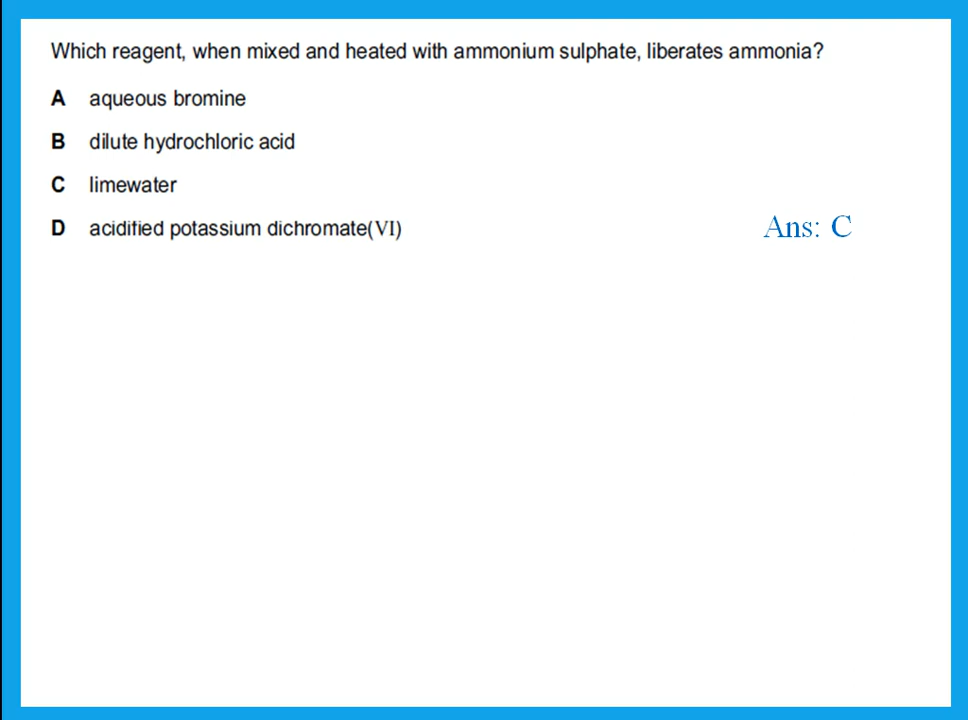 Which reagent, when mixed and heated with ammonium sulphate, liberates ammonia?
A aqueous bromine
B dilute hydrochloric acid
C limewater
D acidified potassium dichromate(VI)
Ans: C